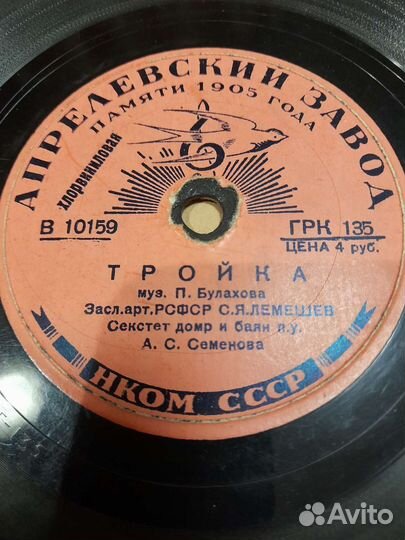 АПРЕЛЕВСКИЙ ЗАВОД
ПАМЯТИ 1905 ГОДА
хлорвиниловая
В 10159
ГРК 135
ЦЕНА 4 руб.
ТРОЙКА
муз. П. Булахова
Засл.арт.РСФСР С.Я.ЛЕМЕШЕВ
Секстет домр и баян п.у.
А. С. Семенова
НКОМ СССР
Avito